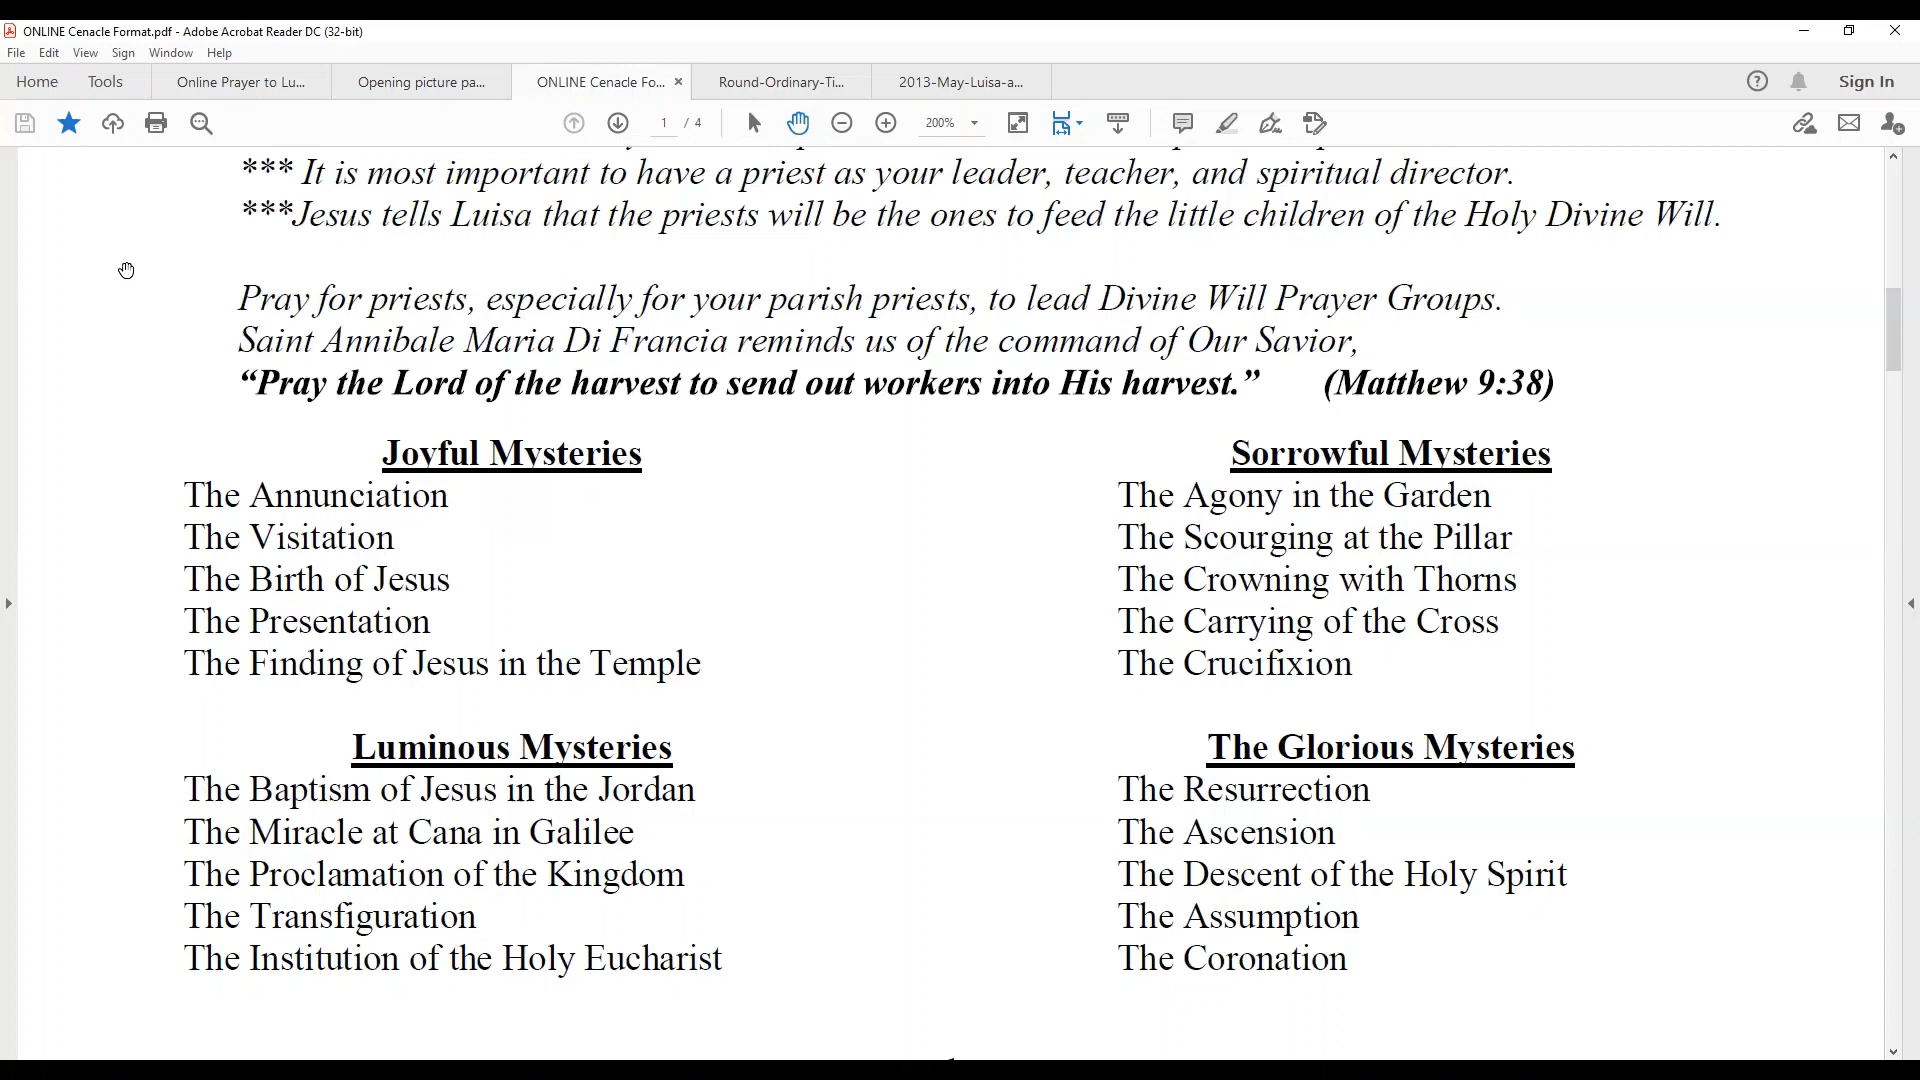 ONLINE Cenacle Format.pdf - Adobe Acrobat Reader DC (32-bit)
File Edit View Sign Window Help
Home Tools Online Prayer to Lu... Opening picture pa... ONLINE Cenacle Fo... Round-Ordinary-Ti... 2013-May-Luisa-a... Sign In
1 / 4 200%
*** It is most important to have a priest as your leader, teacher, and spiritual director.
***Jesus tells Luisa that the priests will be the ones to feed the little children of the Holy Divine Will.
Pray for priests, especially for your parish priests, to lead Divine Will Prayer Groups.
Saint Annibale Maria Di Francia reminds us of the command of Our Savior,
“Pray the Lord of the harvest to send out workers into His harvest.” (Matthew 9:38)
Joyful Mysteries
The Annunciation
The Visitation
The Birth of Jesus
The Presentation
The Finding of Jesus in the Temple
Sorrowful Mysteries
The Agony in the Garden
The Scourging at the Pillar
The Crowning with Thorns
The Carrying of the Cross
The Crucifixion
Luminous Mysteries
The Baptism of Jesus in the Jordan
The Miracle at Cana in Galilee
The Proclamation of the Kingdom
The Transfiguration
The Institution of the Holy Eucharist
The Glorious Mysteries
The Resurrection
The Ascension
The Descent of the Holy Spirit
The Assumption
The Coronation